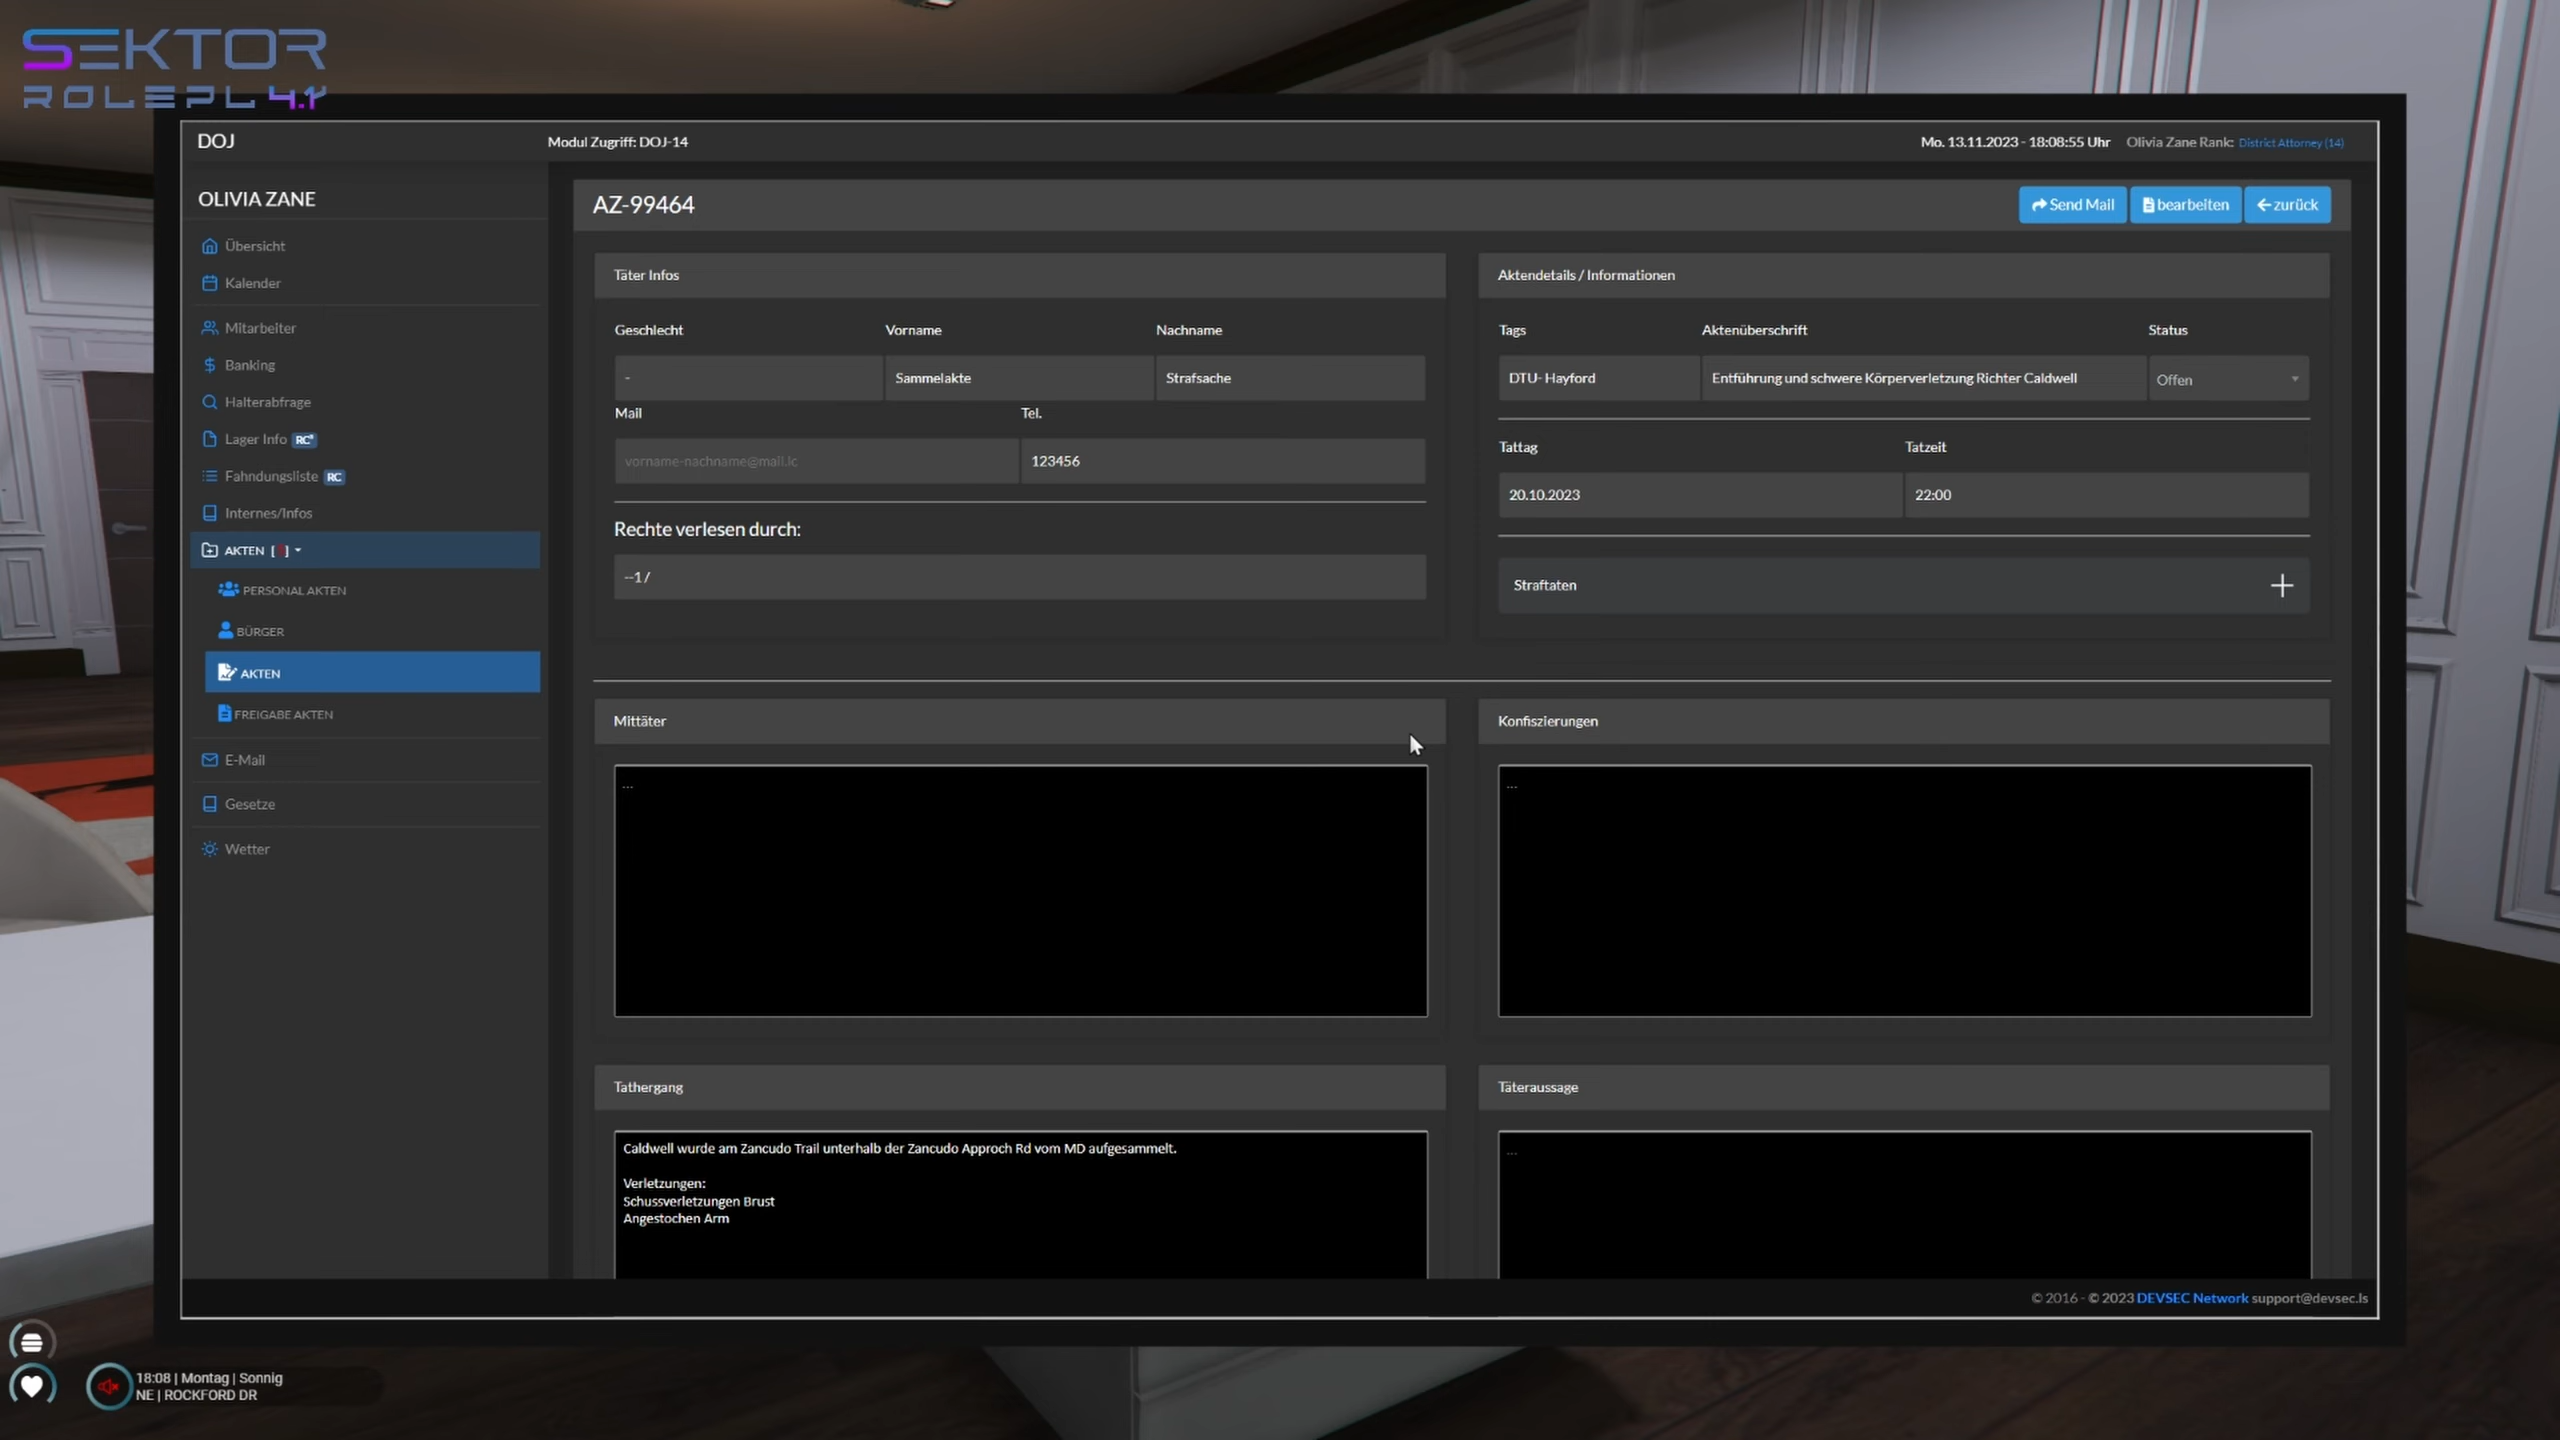 SEKTOR
ROLEPL4.Y
DOJ
Modul Zugriff: DOJ-14
Mo. 13.11.2023 - 18:08:55 Uhr
Olivia Zane Rank: District Attorney (14)
OLIVIA ZANE
Übersicht
Kalender
Mitarbeiter
Banking
Halterabfrage
Lager Info RC²
Fahndungsliste RC
Internes/Infos
AKTEN [ ]
PERSONAL AKTEN
BÜRGER
AKTEN
FREIGABE AKTEN
E-Mail
Gesetze
Wetter
AZ-99464
Send Mail
bearbeiten
zurück
Täter Infos
Geschlecht
Vorname
Nachname
-
Sammelakte
Strafsache
Mail
Tel.
vorname-nachname@mail.lc
123456
Rechte verlesen durch:
--1 /
Aktendetails / Informationen
Tags
Aktenüberschrift
Status
DTU- Hayford
Entführung und schwere Körperverletzung Richter Caldwell
Offen
Tattag
Tatzeit
20.10.2023
22:00
Straftaten
Mittäter
...
Konfiszierungen
...
Tathergang
Caldwell wurde am Zancudo Trail unterhalb der Zancudo Approch Rd vom MD aufgesammelt.
Verletzungen:
Schussverletzungen Brust
Angestochen Arm
Täteraussage
...
© 2016 - © 2023 DEVSEC Network support@devsec.ls
18:08 | Montag | Sonnig
NE | ROCKFORD DR